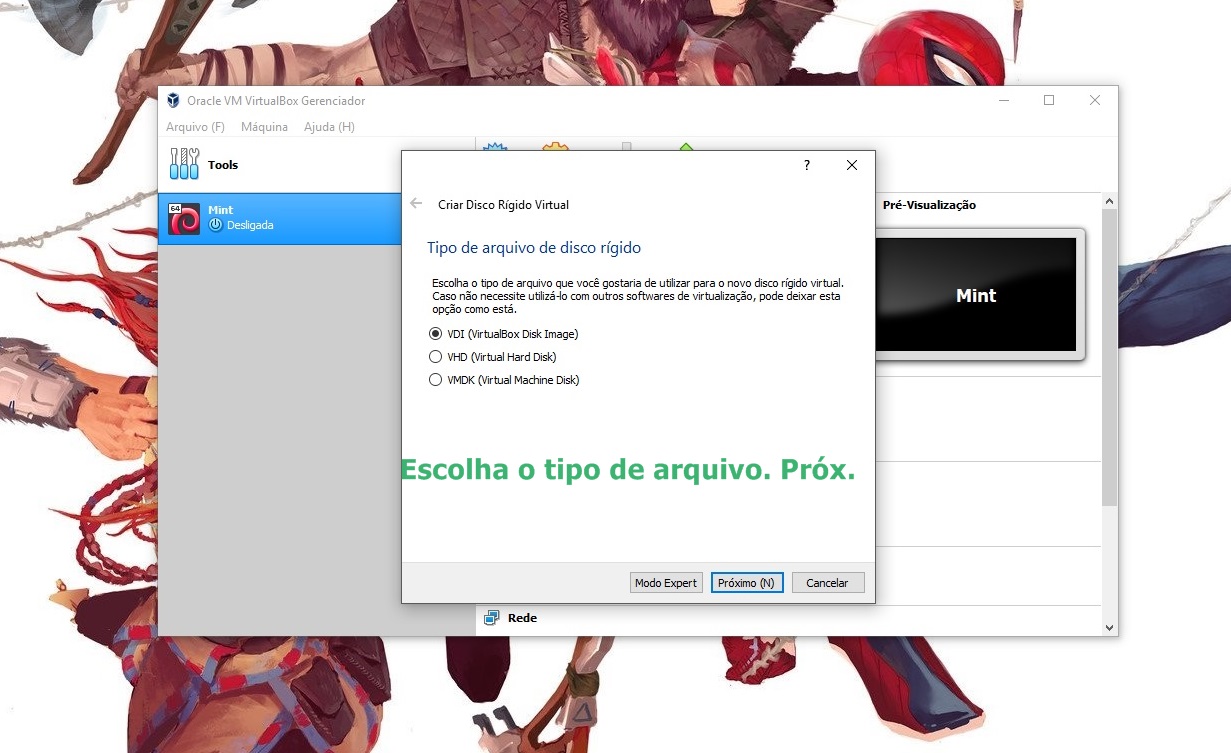 Oracle VM VirtualBox Gerenciador
Arquivo (F) Máquina Ajuda (H)
Tools
64
Mint
Desligada
?
Criar Disco Rígido Virtual
Tipo de arquivo de disco rígido
Escolha o tipo de arquivo que você gostaria de utilizar para o novo disco rígido virtual.
Caso não necessite utilizá-lo com outros softwares de virtualização, pode deixar esta
opção como está.
VDI (VirtualBox Disk Image)
VHD (Virtual Hard Disk)
VMDK (Virtual Machine Disk)
Escolha o tipo de arquivo. Próx.
Modo Expert Próximo (N) Cancelar
Pré-Visualização
Mint
Rede